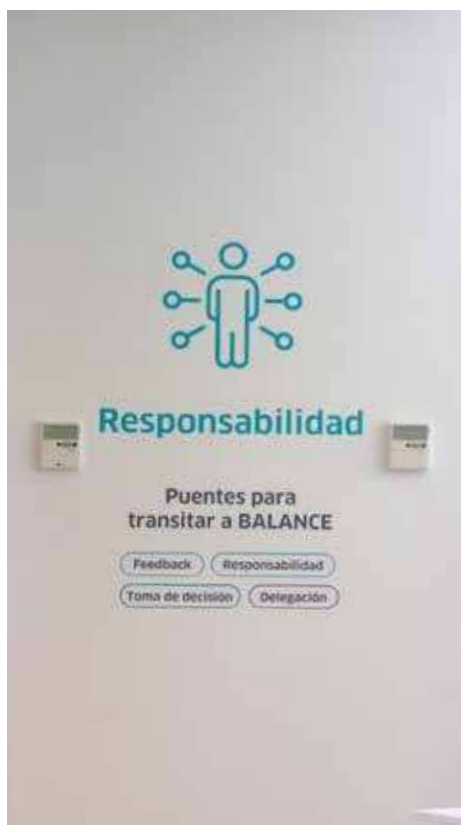 Responsabilidad
Puentes para
transitar a BALANCE
Feedback Responsabilidad
Toma de decisión Delegación